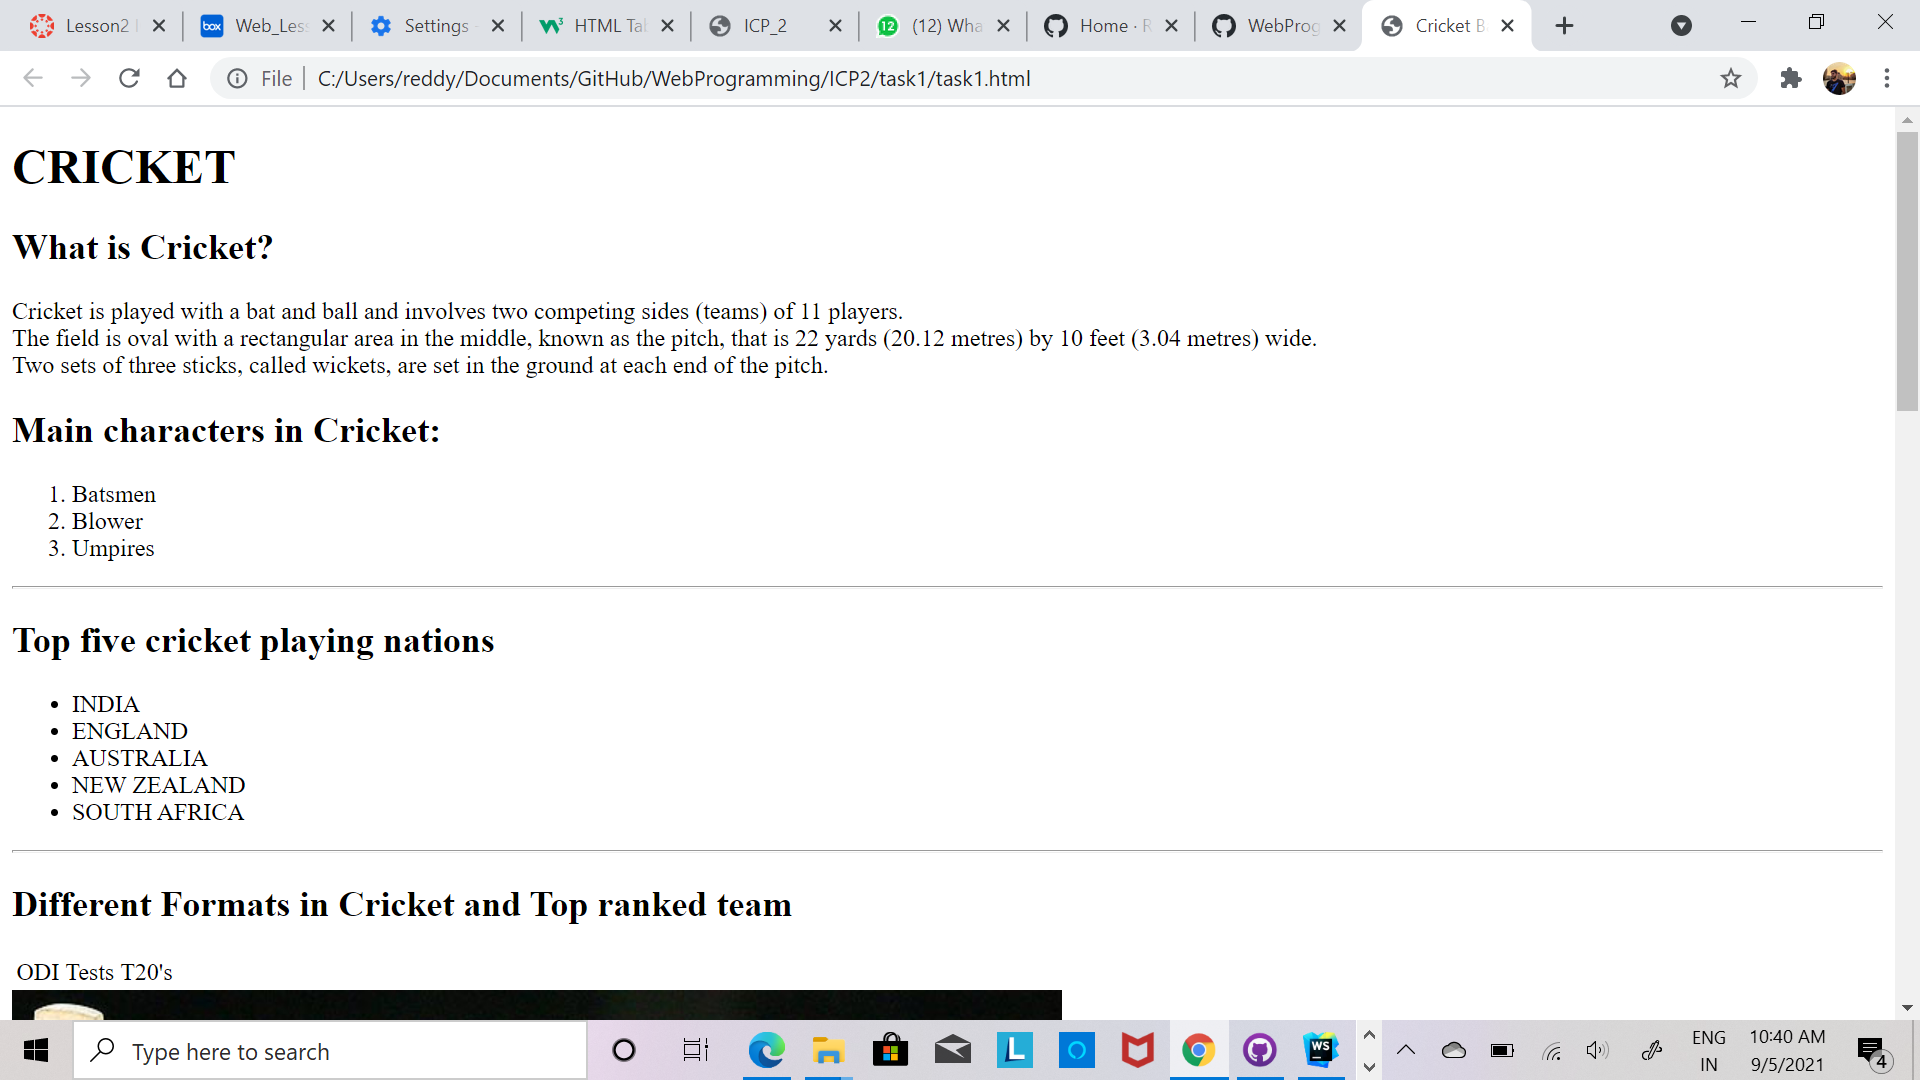 Lesson2
Web_Less
Settings
HTML Tab
ICP_2
12
(12) Wha
Home · R
WebProg
Cricket B
File
C:/Users/reddy/Documents/GitHub/WebProgramming/ICP2/task1/task1.html
CRICKET
What is Cricket?
Cricket is played with a bat and ball and involves two competing sides (teams) of 11 players.
The field is oval with a rectangular area in the middle, known as the pitch, that is 22 yards (20.12 metres) by 10 feet (3.04 metres) wide.
Two sets of three sticks, called wickets, are set in the ground at each end of the pitch.
Main characters in Cricket:
1. Batsmen
2. Blower
3. Umpires
Top five cricket playing nations
• INDIA
• ENGLAND
• AUSTRALIA
• NEW ZEALAND
• SOUTH AFRICA
Different Formats in Cricket and Top ranked team
ODI Tests T20's
Type here to search
L
WS
ENG
IN
10:40 AM
9/5/2021
4